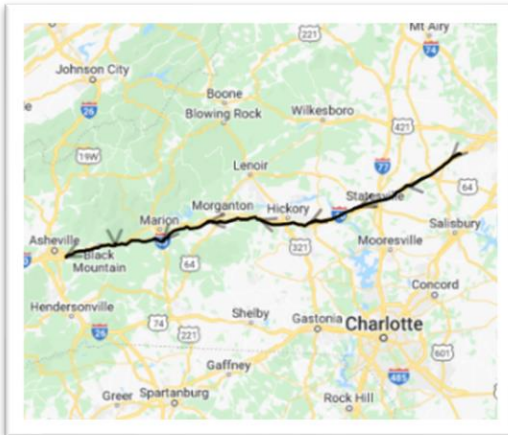 Mt Airy
221
74
Johnson City
26
Boone
Blowing Rock
Wilkesboro
421
19W
77
Lenoir
64
Morganton
Hickory
Statesville
Marion
Salisbury
Asheville
321
Mooresville
Black
Mountain
64
Concord
Hendersonville
Shelby
Gastonia
Charlotte
74
26
221
601
Gaffney
485
Greer
Spartanburg
Rock Hill